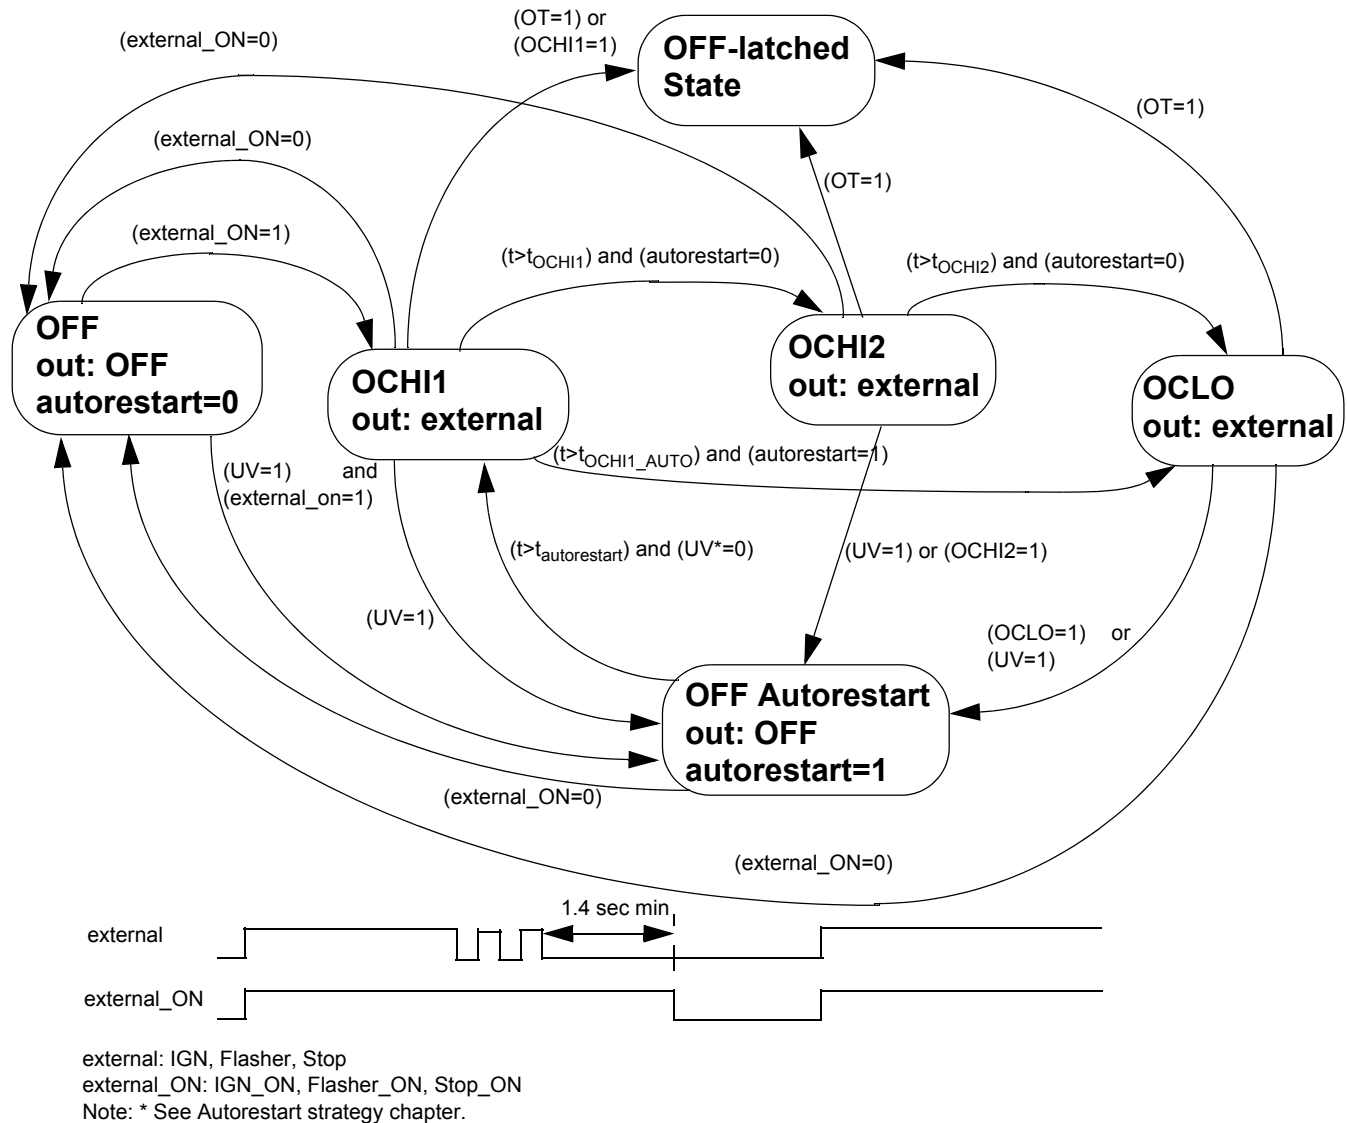 (external_ON=0)
(OT=1) or
(OCHI1=1)
OFF-latched
State
(OT=1)
(external_ON=0)
(OT=1)
(external_ON=1)
(t>tOCHI1) and (autorestart=0)
(t>tOCHI2) and (autorestart=0)
OFF
out: OFF
autorestart=0
OCHI1
out: external
OCHI2
out: external
OCLO
out: external
(UV=1) and
(external_on=1)
(t>tOCHI1_AUTO) and (autorestart=1)
(t>tautorestart) and (UV*=0)
(UV=1) or (OCHI2=1)
(UV=1)
(OCLO=1) or
(UV=1)
OFF Autorestart
out: OFF
autorestart=1
(external_ON=0)
(external_ON=0)
1.4 sec min
external
external_ON
external: IGN, Flasher, Stop
external_ON: IGN_ON, Flasher_ON, Stop_ON
Note: * See Autorestart strategy chapter.